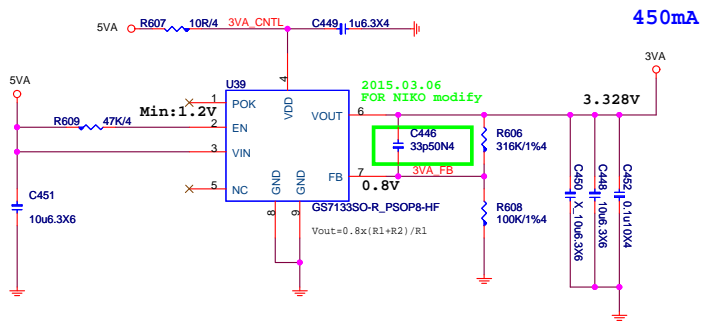 450mA
5VA
R607
10R/4
3VA_CNTL
C449
1u6.3X4
3VA
5VA
U39
4
2015.03.06
FOR NIKO modify
3.328V
Min:1.2V
1
POK
VDD
VOUT
6
R609
47K/4
2
EN
C446
33p50N4
R606
316K/1%4
3
VIN
3VA_FB
5
NC
GND
GND
FB
7
0.8V
C451
10u6.3X6
8
9
GS7133SO-R_PSOP8-HF
R608
100K/1%4
Vout=0.8x(R1+R2)/R1
C450_X_10u6.3X6
C448 10u6.3X6
C452 0.1u10X4